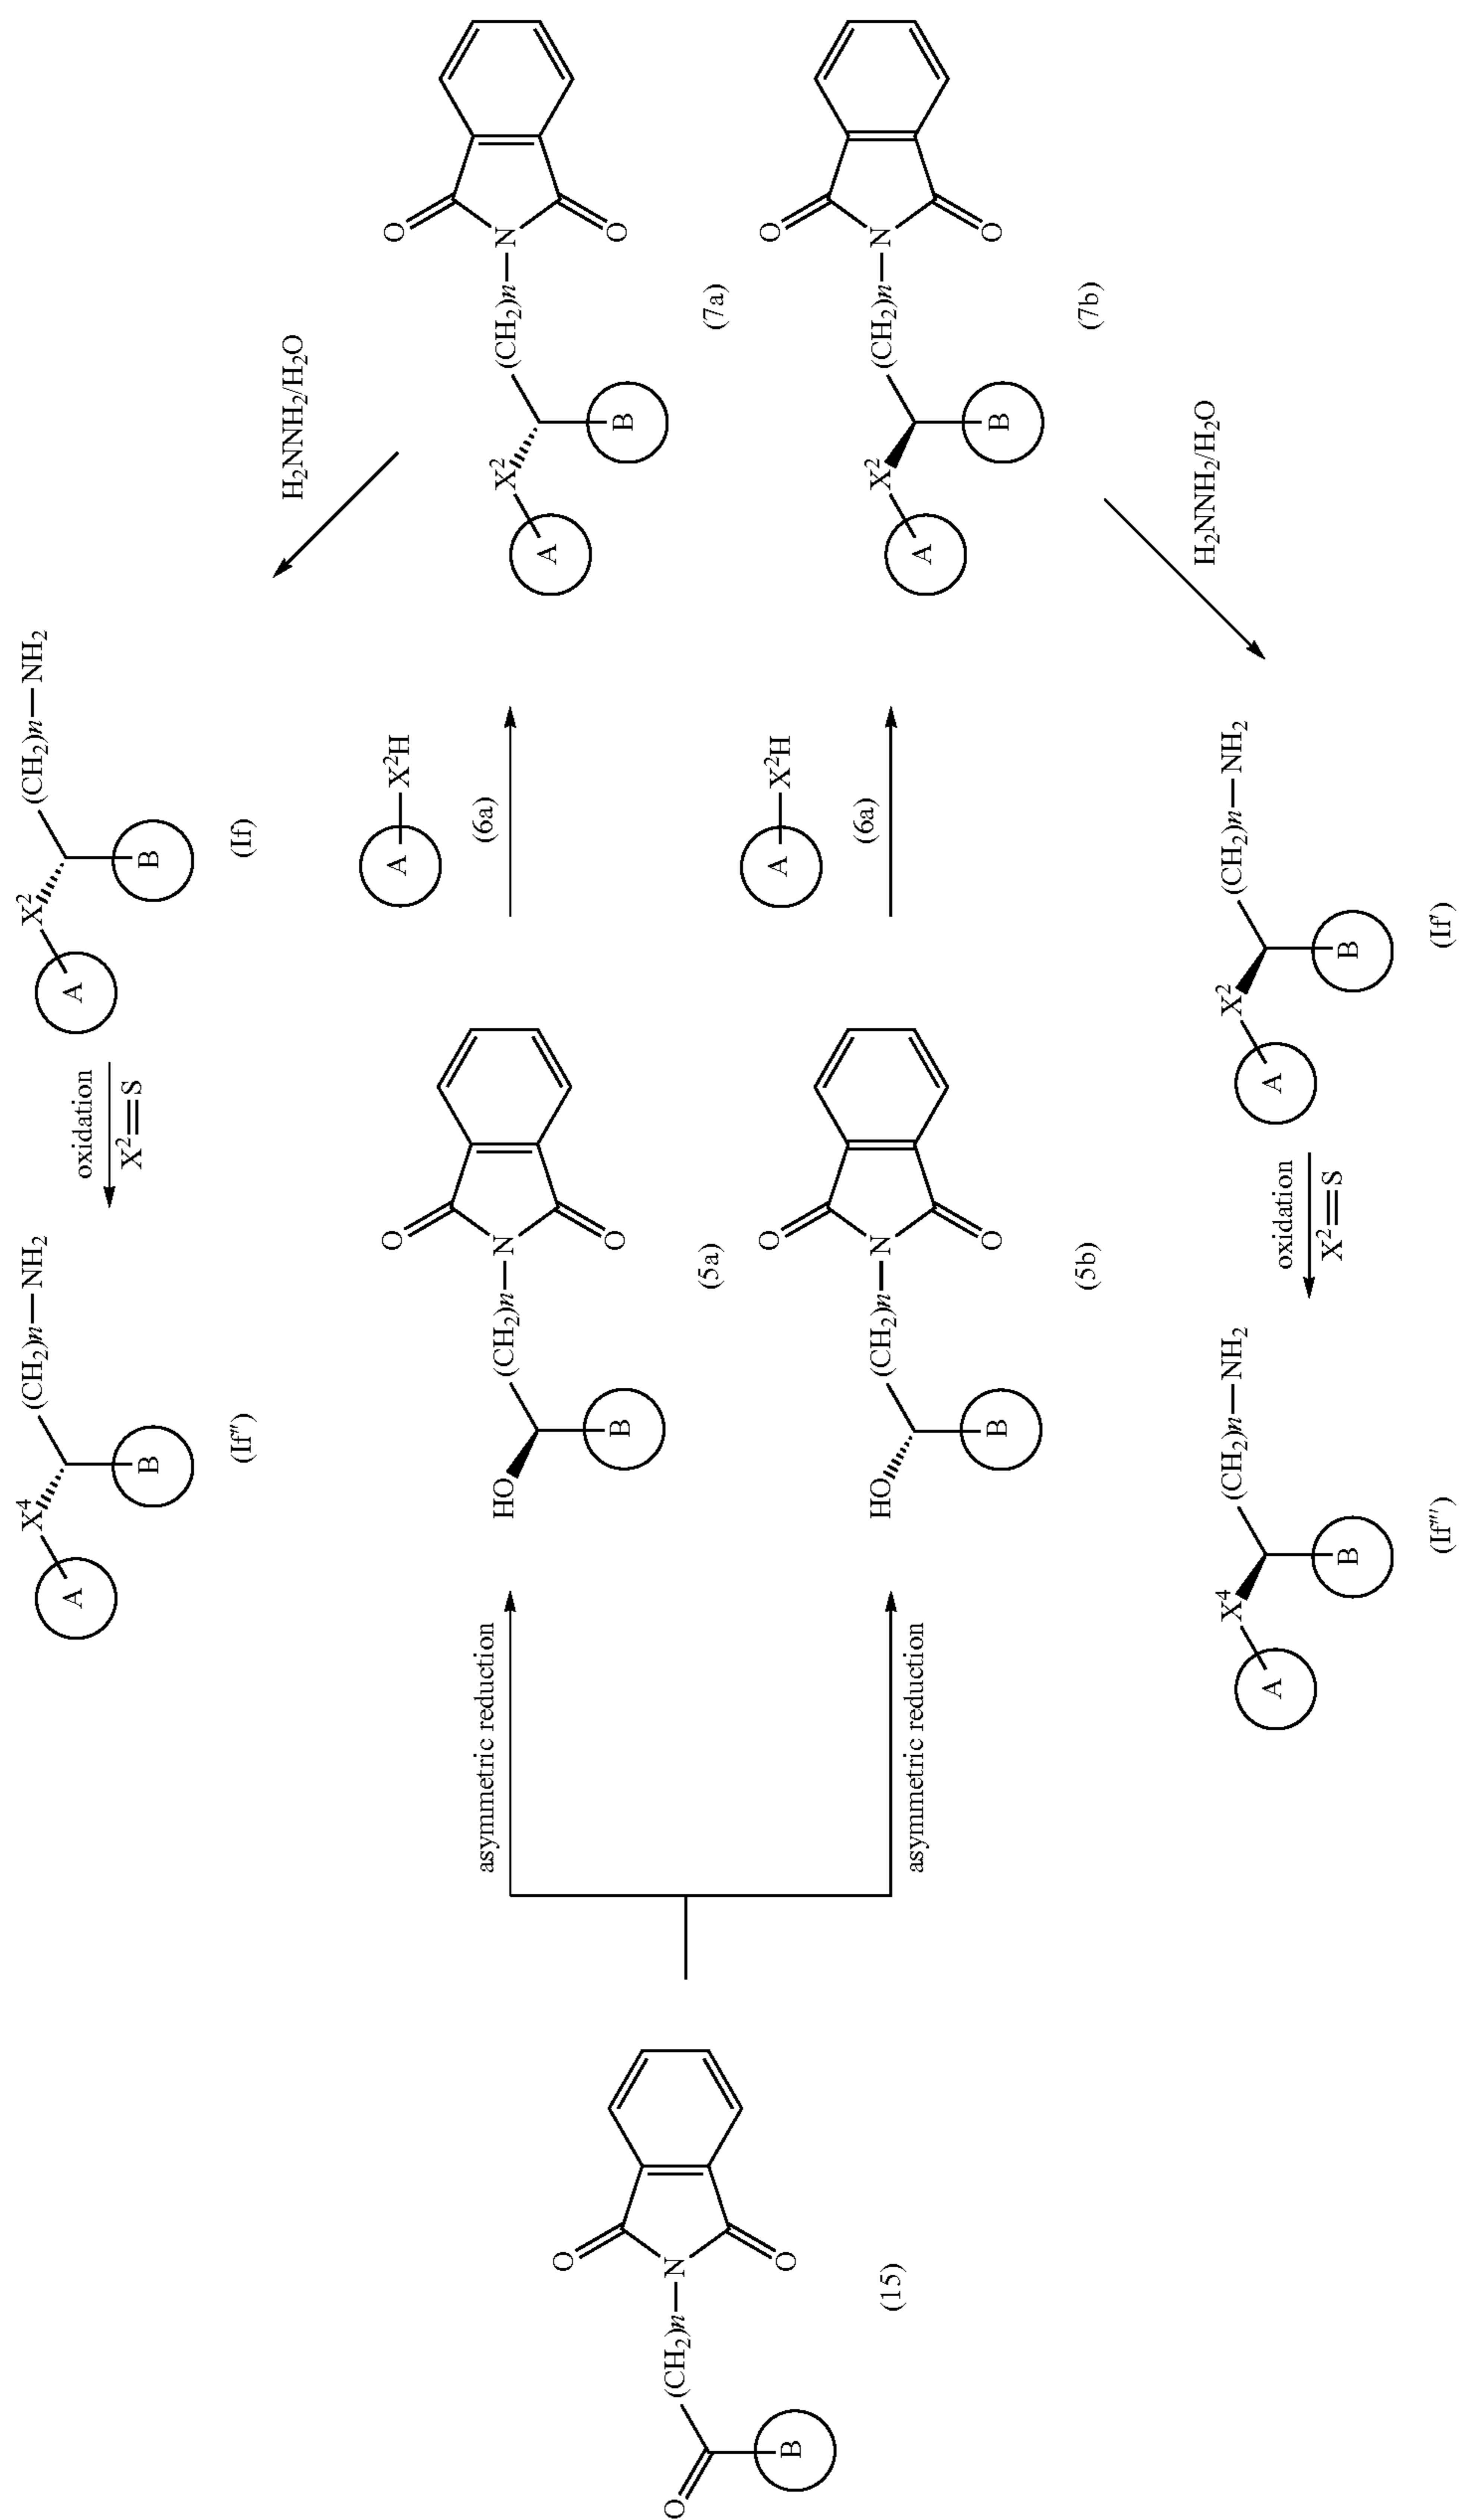 X⁴ (CH₂)n—NH₂
A
B
(If″)
oxidation
X²=S
X² (CH₂)n—NH₂
A
B
(If)
H₂NNH₂/H₂O
O
(CH₂)n—N
O
B
(15)
asymmetric reduction
asymmetric reduction
O
HO (CH₂)n—N
O
B
(5a)
O
HO (CH₂)n—N
O
B
(5b)
A—X²H
(6a)
A—X²H
(6a)
O
X² (CH₂)n—N
O
A
B
(7a)
O
X² (CH₂)n—N
O
A
B
(7b)
H₂NNH₂/H₂O
X⁴ (CH₂)n—NH₂
A
B
(If‴)
oxidation
X²=S
X² (CH₂)n—NH₂
A
B
(If′)